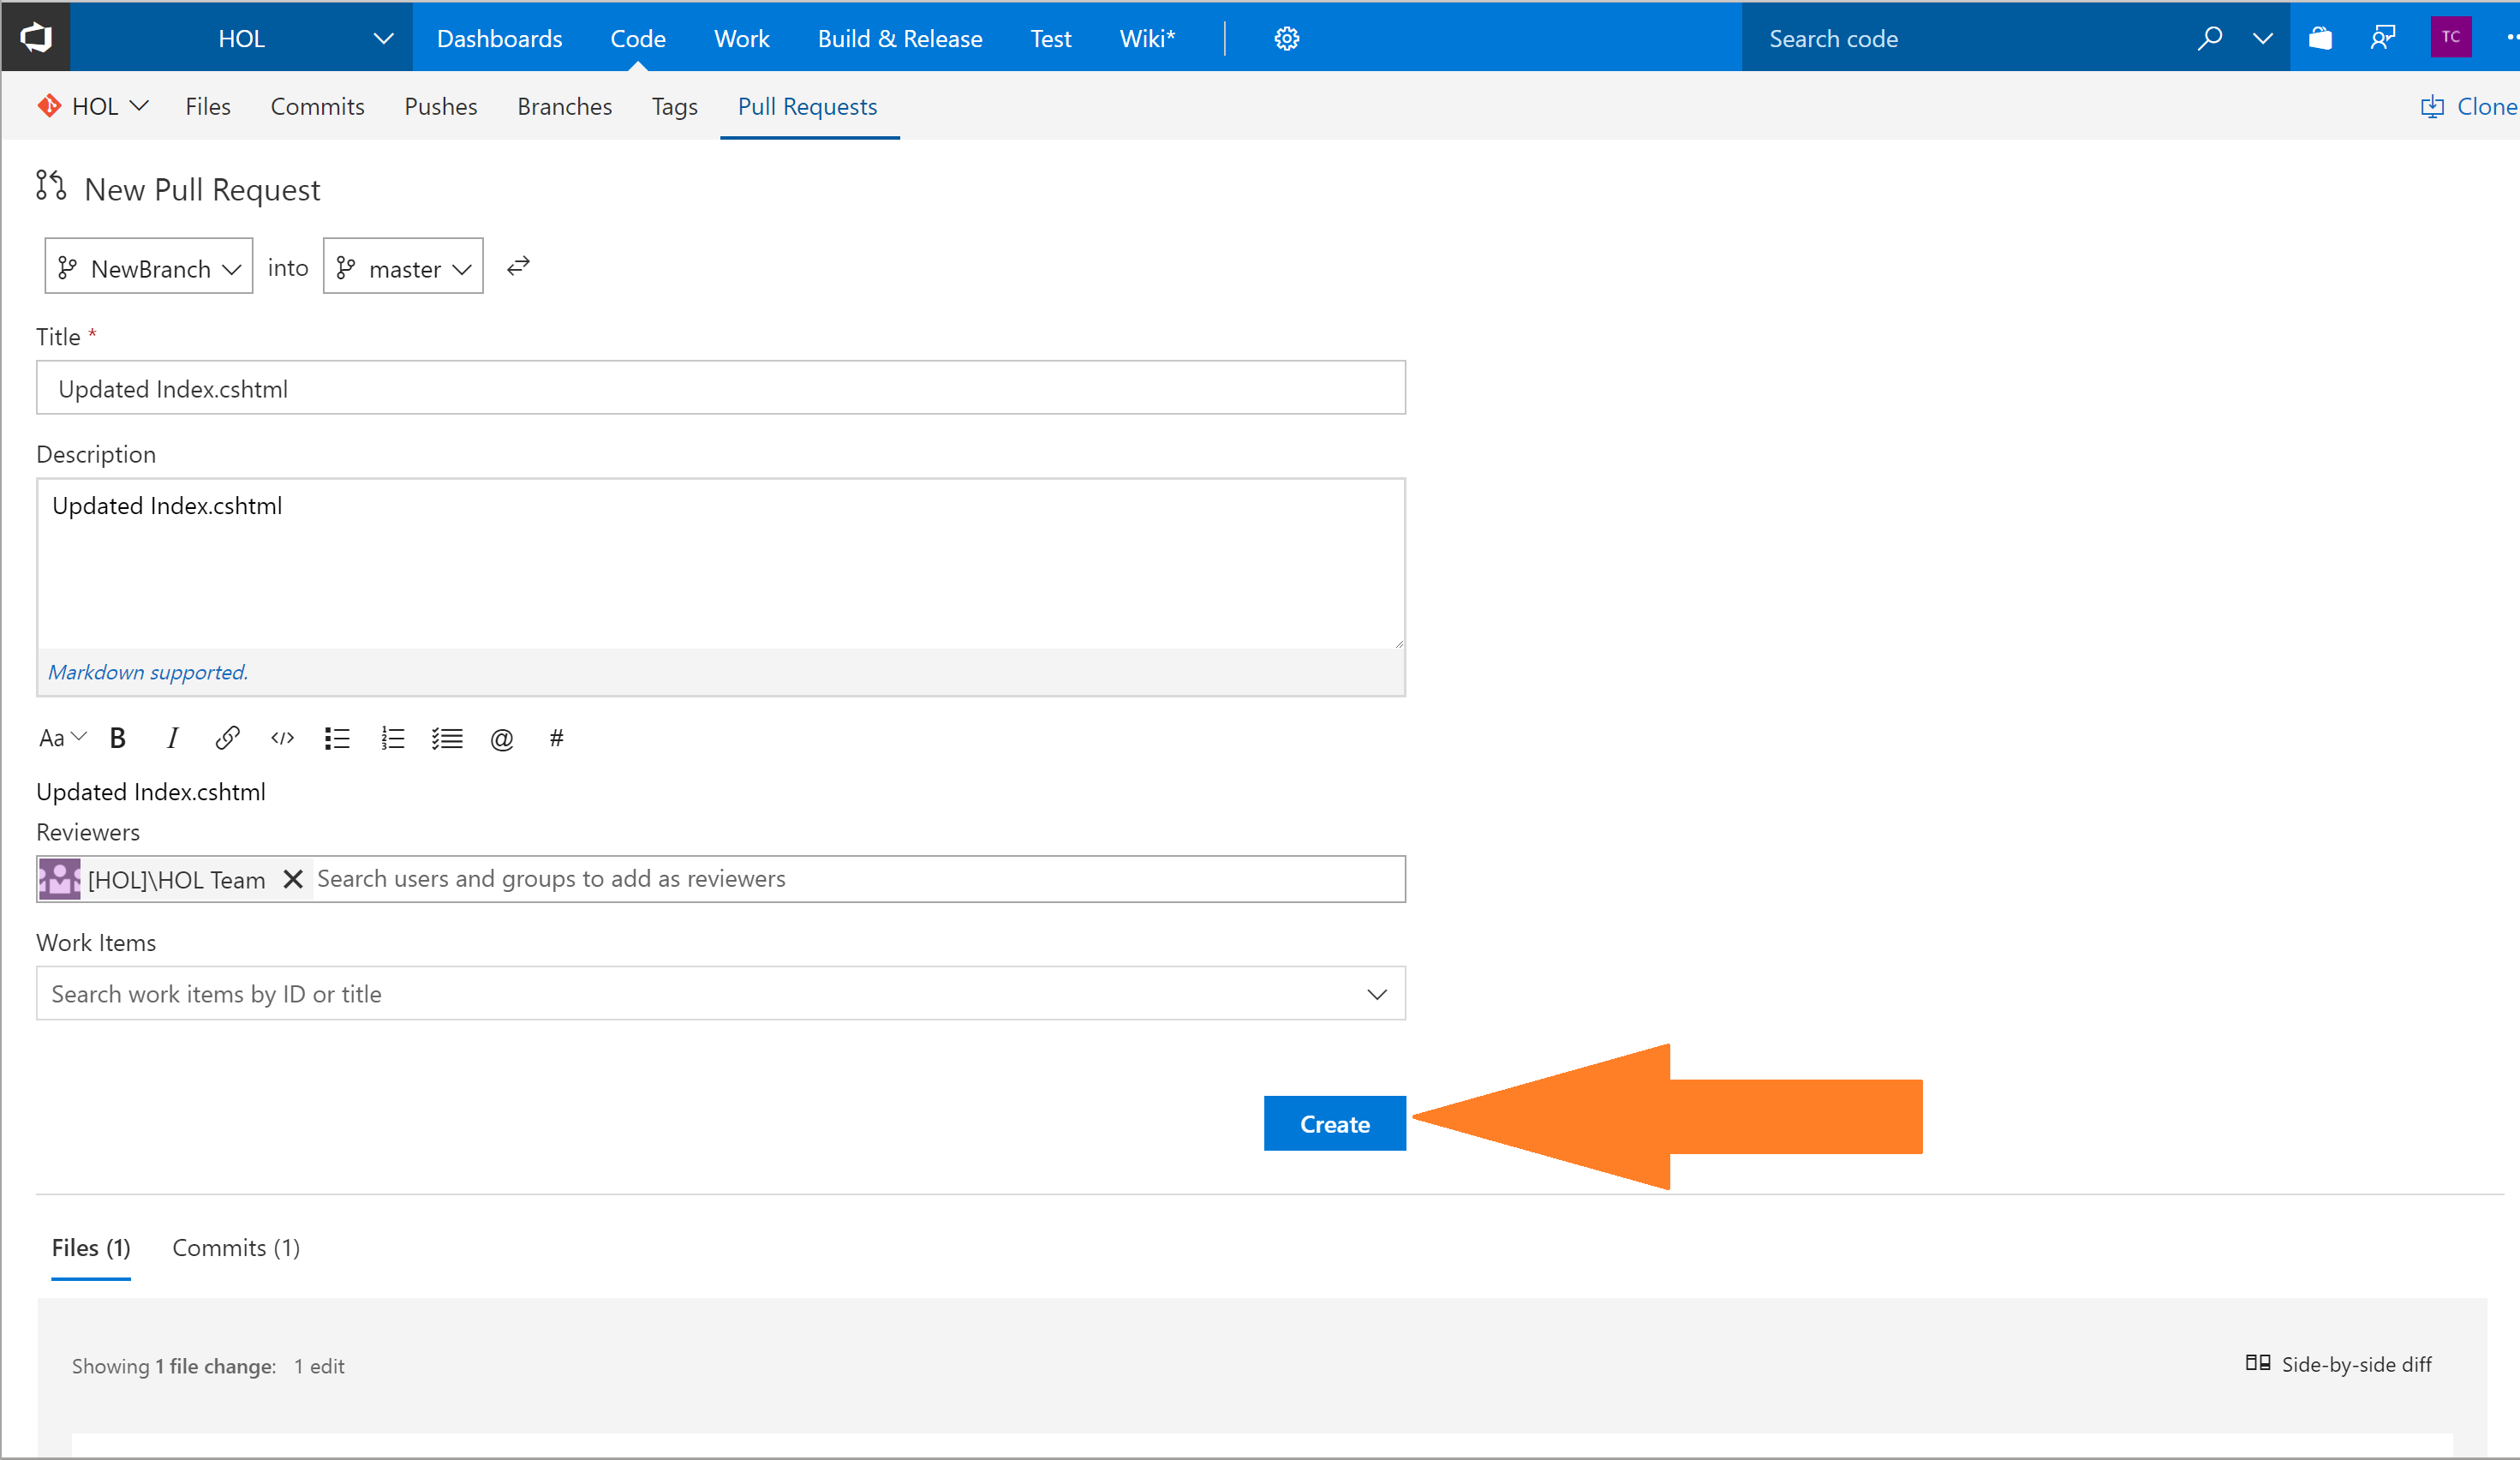 HOL Dashboards Code Work Build & Release Test Wiki* Search code TC
HOL Files Commits Pushes Branches Tags Pull Requests Clone
New Pull Request
NewBranch into master
Title *
Updated Index.cshtml
Description
Updated Index.cshtml
Markdown supported.
Aa B I </> @ #
Updated Index.cshtml
Reviewers
[HOL]\HOL Team Search users and groups to add as reviewers
Work Items
Search work items by ID or title
Create
Files (1) Commits (1)
Showing 1 file change: 1 edit Side-by-side diff